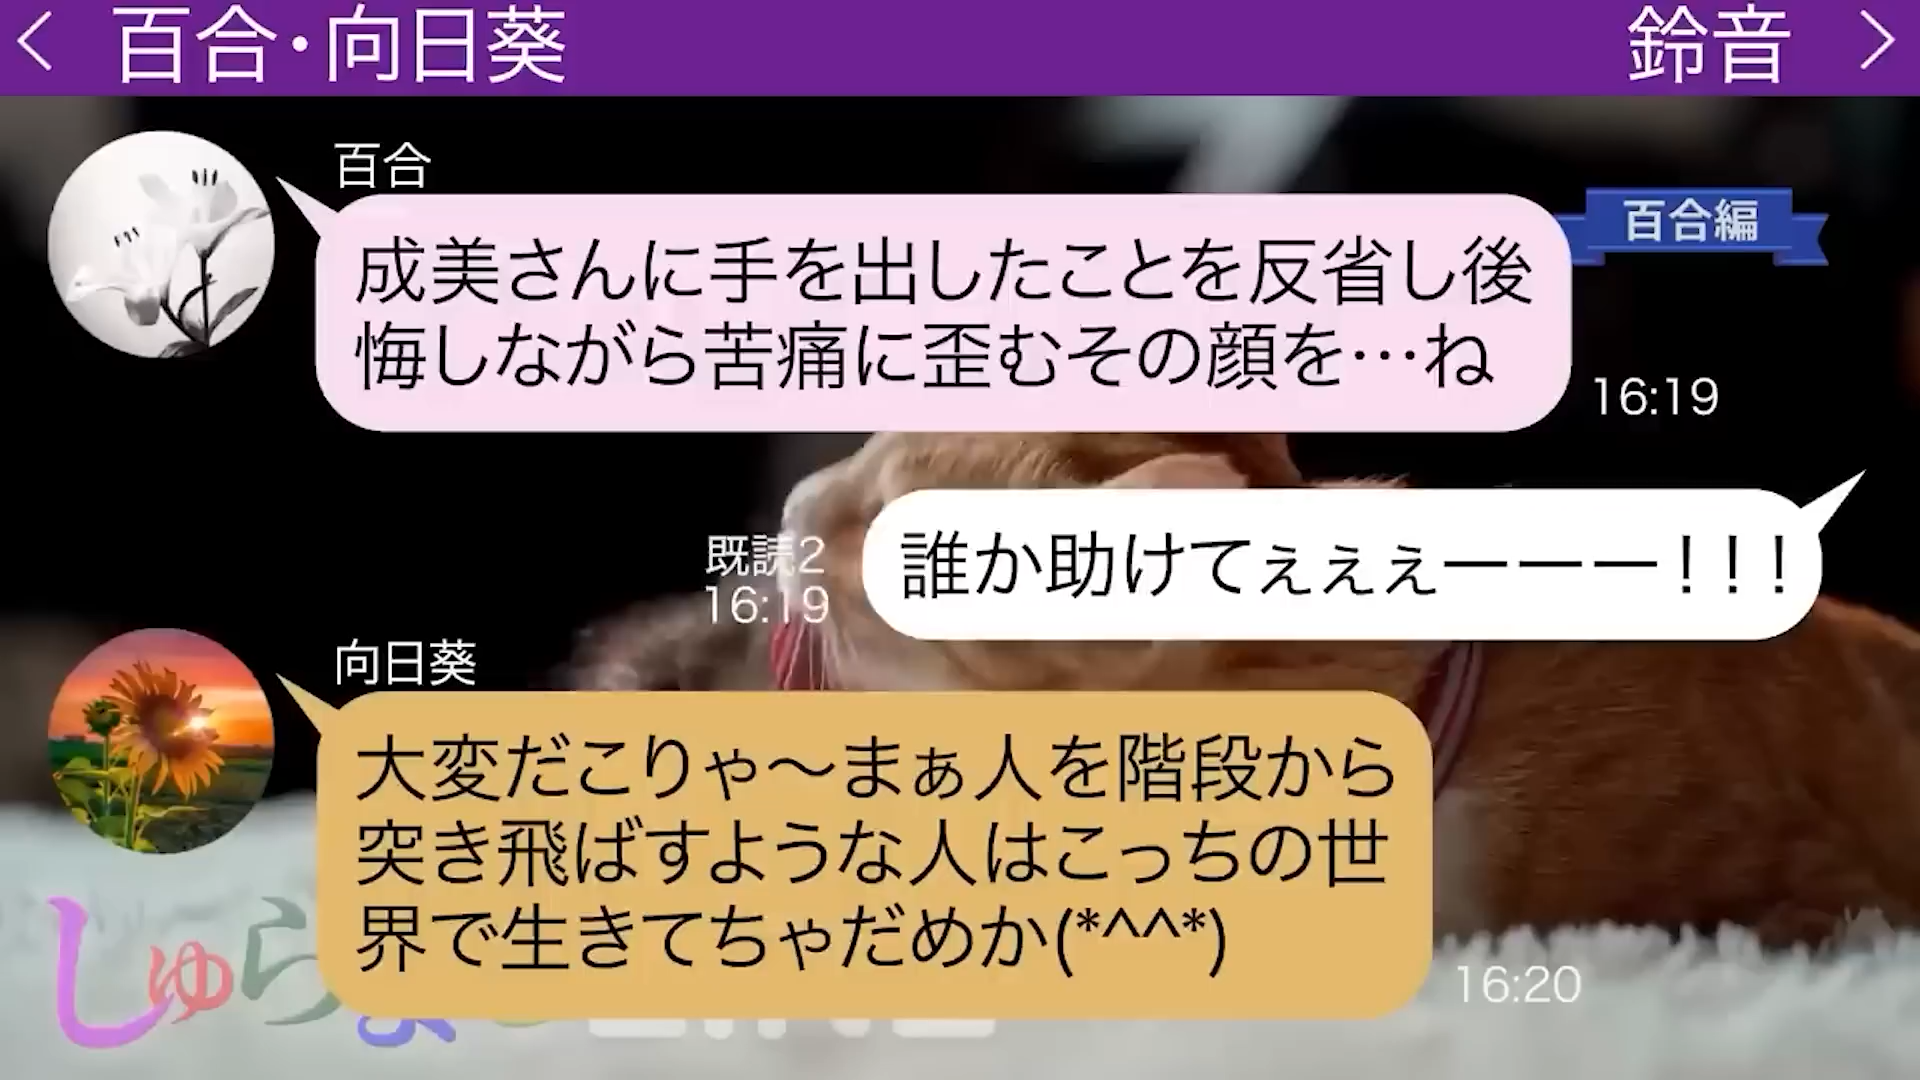 百合・向日葵
鈴音
百合
百合編
成美さんに手を出したことを反省し後
悔しながら苦痛に歪むその顔を…ね
16:19
誰か助けてぇぇぇーーー！！！
既読2
16:19
向日葵
大変だこりゃ〜まぁ人を階段から
突き飛ばすような人はこっちの世
界で生きてちゃだめか(*^^*)
16:20
しゅら